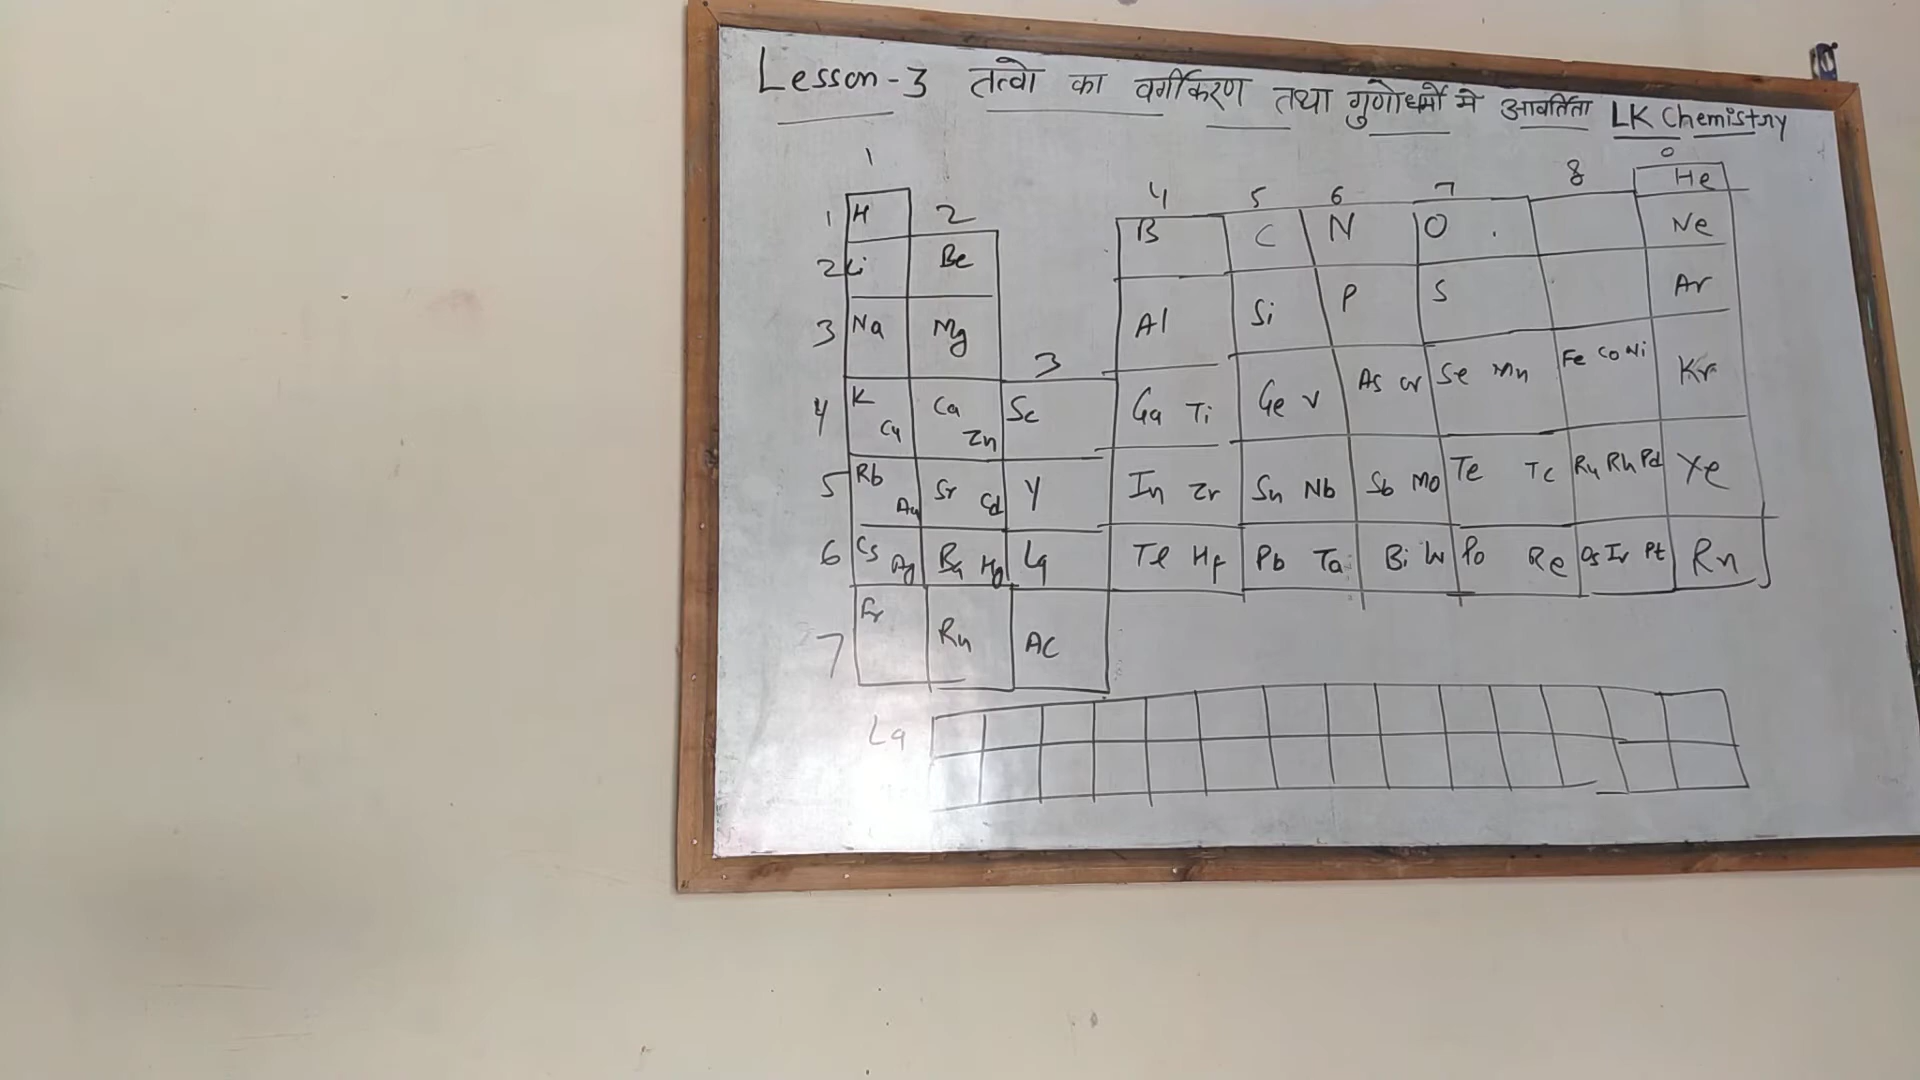 Lesson-3 तत्वो का वर्गीकरण तथा गुणोधर्मो मे आवर्तिता LK Chemistry
1 0
4 5 6 7 8 He
1 H 2 B C N O . Ne
2 Li Be
3 Na Mg Al Si P S Ar
3
4 K Cu Ca Zn Sc Ga Ti Ge V As Cr Se Mn Fe Co Ni Kr
5 Rb Au Sr Cd Y In Zr Sn Nb Sb Mo Te Tc Ru Rh Pd Xe
6 Cs Ag Ba Hg La Tl Hf Pb Ta Bi W Po Re Os Ir Pt Rn
7 Fr Rn AC
La